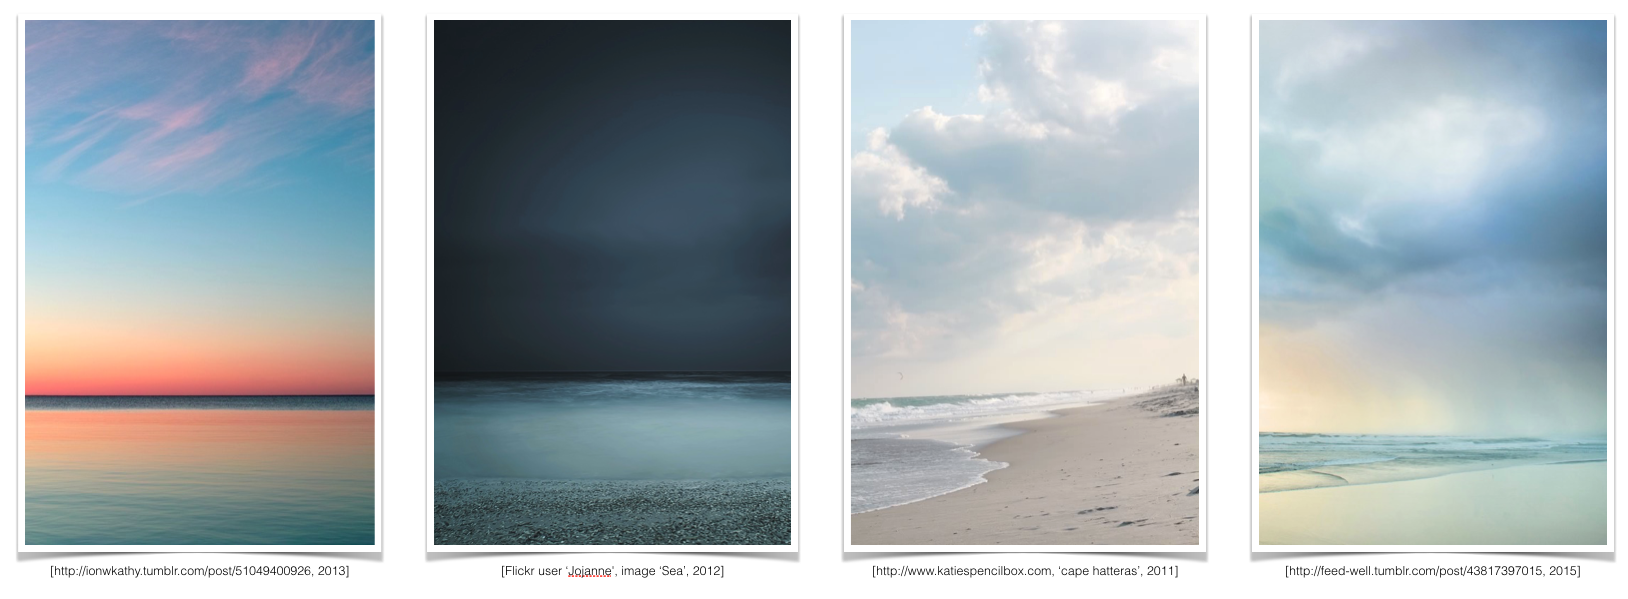 [http://ionwkathy.tumblr.com/post/51049400926, 2013]
[Flickr user ‘Jojanne’, image ‘Sea’, 2012]
[http://www.katiespencilbox.com, ‘cape hatteras’, 2011]
[http://feed-well.tumblr.com/post/43817397015, 2015]